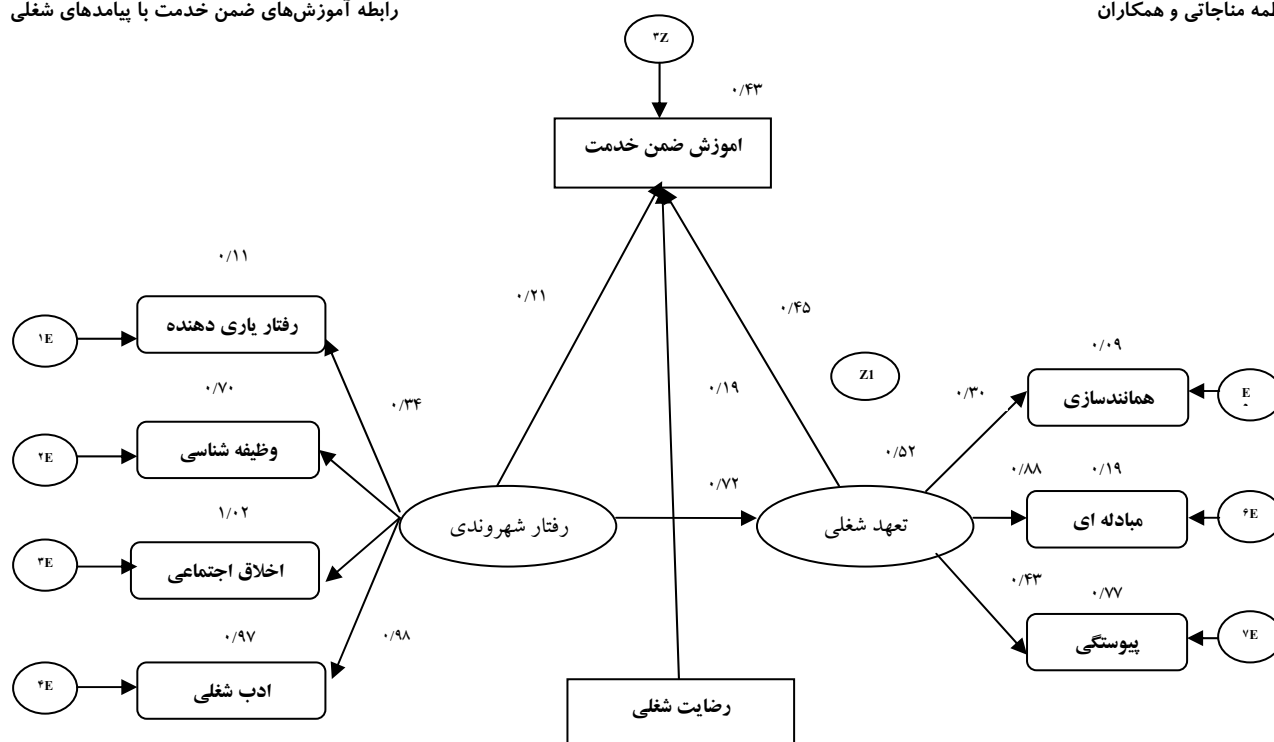 رابطه آموزش‌های ضمن خدمت با پیامدهای شغلی
مناجاتی و همکاران
۳Z
۰/۴۳
اموزش ضمن خدمت
۰/۱۱
رفتار یاری دهنده
۱E
۰/۲۱
۰/۴۵
Z1
۰/۰۹
همانندسازی
E
۰/۳۰
۰/۷۰
۰/۳۴
۰/۱۹
وظیفه شناسی
۲E
۰/۵۲
۰/۸۸
۰/۱۹
۰/۷۲
مبادله ای
۶E
تعهد شغلی
رفتار شهروندی
۱/۰۲
اخلاق اجتماعی
۳E
۰/۴۳
۰/۷۷
پیوستگی
۷E
۰/۹۷
۰/۹۸
ادب شغلی
۴E
رضایت شغلی